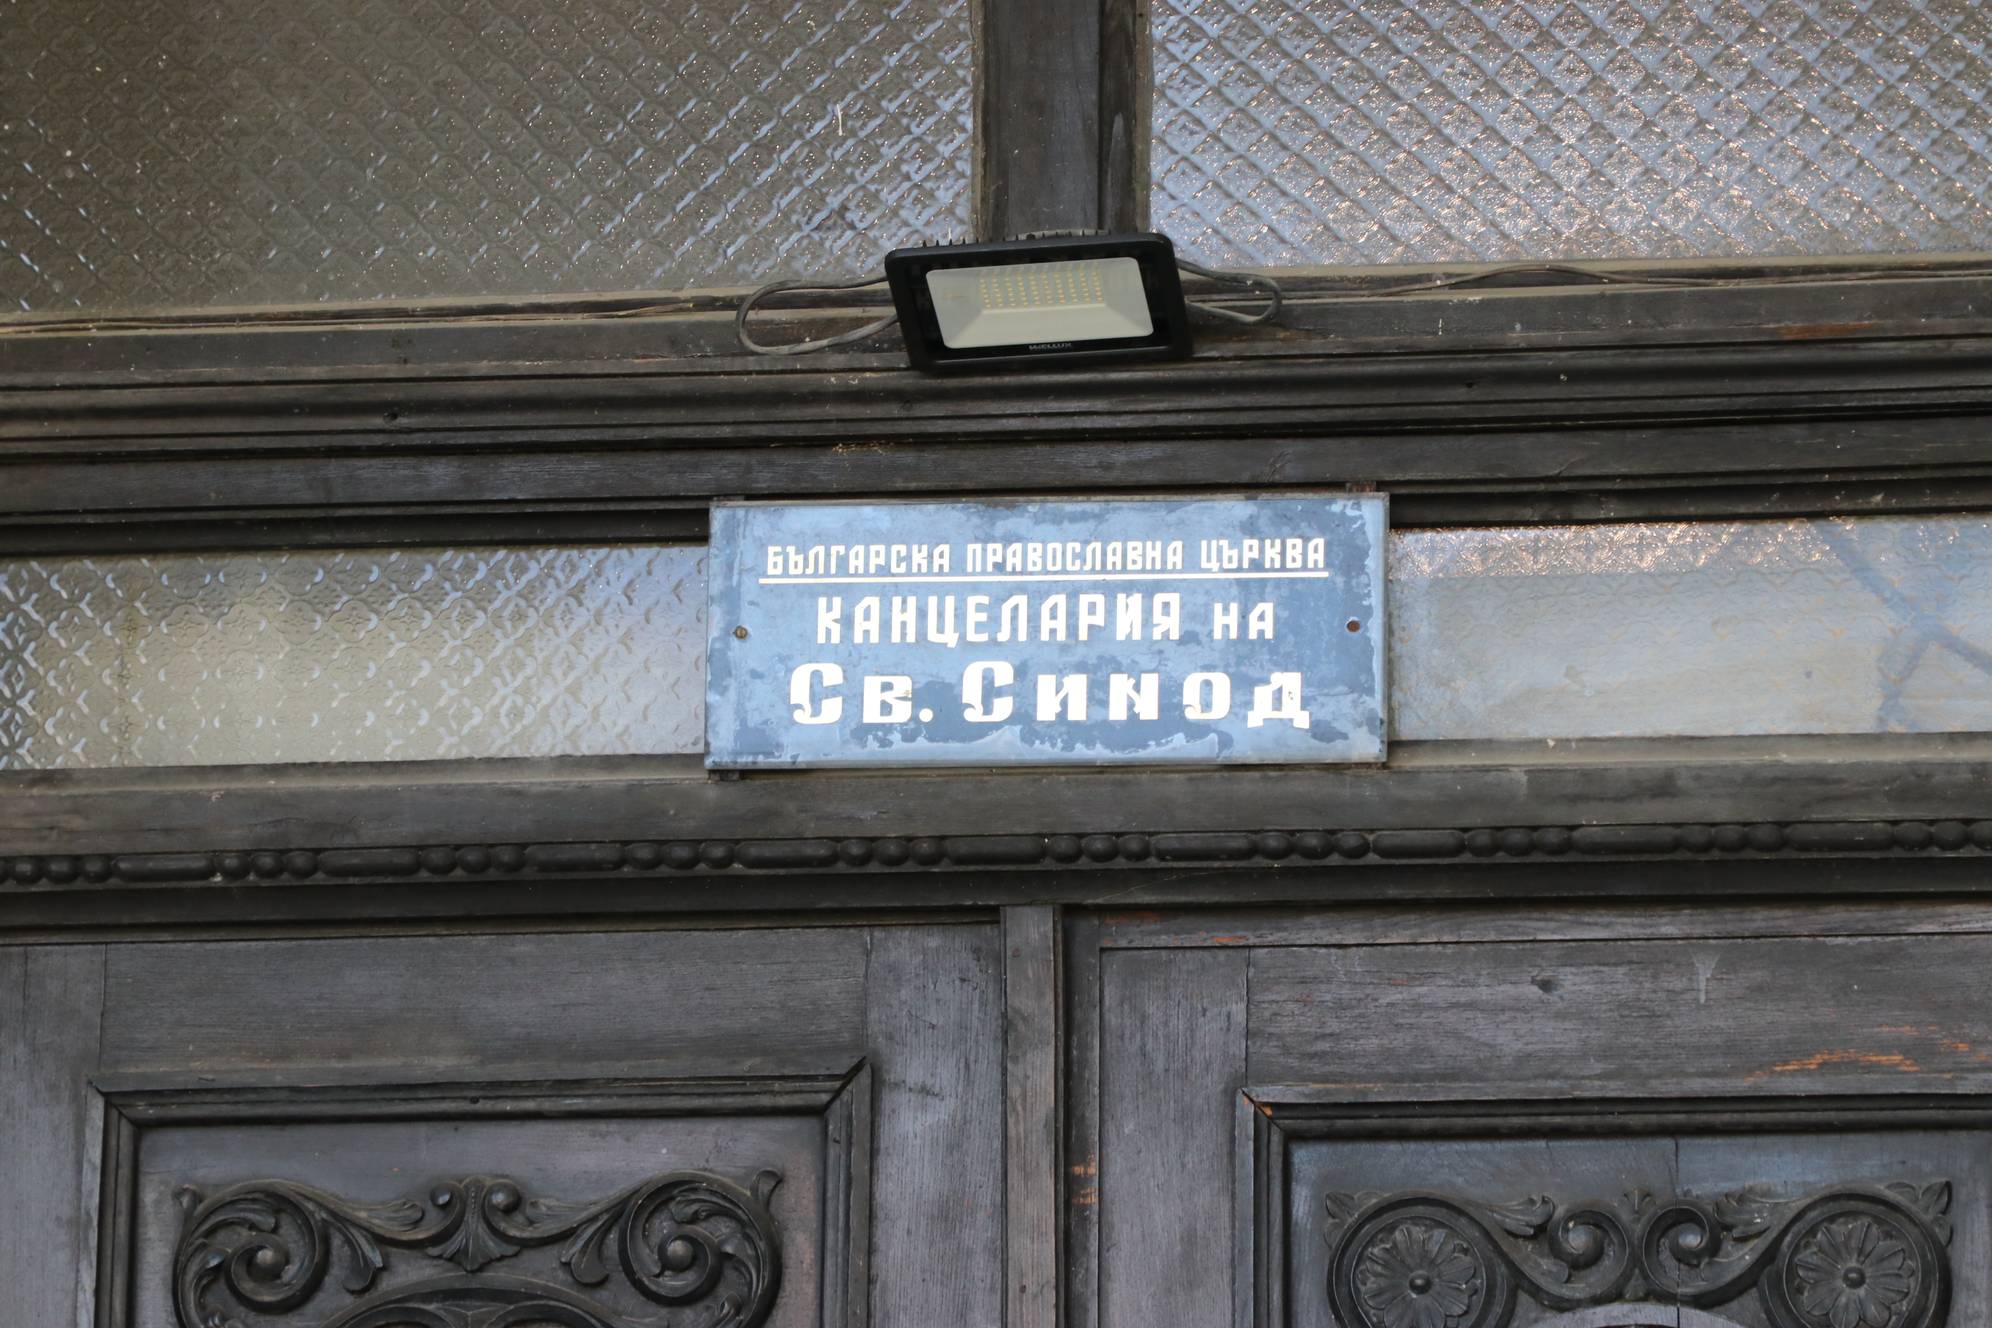 БЪЛГАРСКА ПРАВОСЛАВНА ЦЪРКВА
КАНЦЕЛАРИЯ НА
СВ. СИНОД